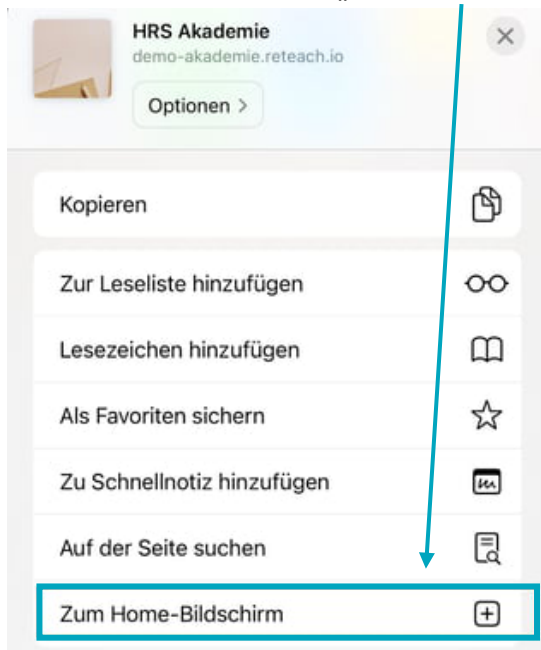 HRS Akademie
demo-akademie.reteach.io
Optionen >
Kopieren
Zur Leseliste hinzufügen
Lesezeichen hinzufügen
Als Favoriten sichern
Zu Schnellnotiz hinzufügen
Auf der Seite suchen
Zum Home-Bildschirm